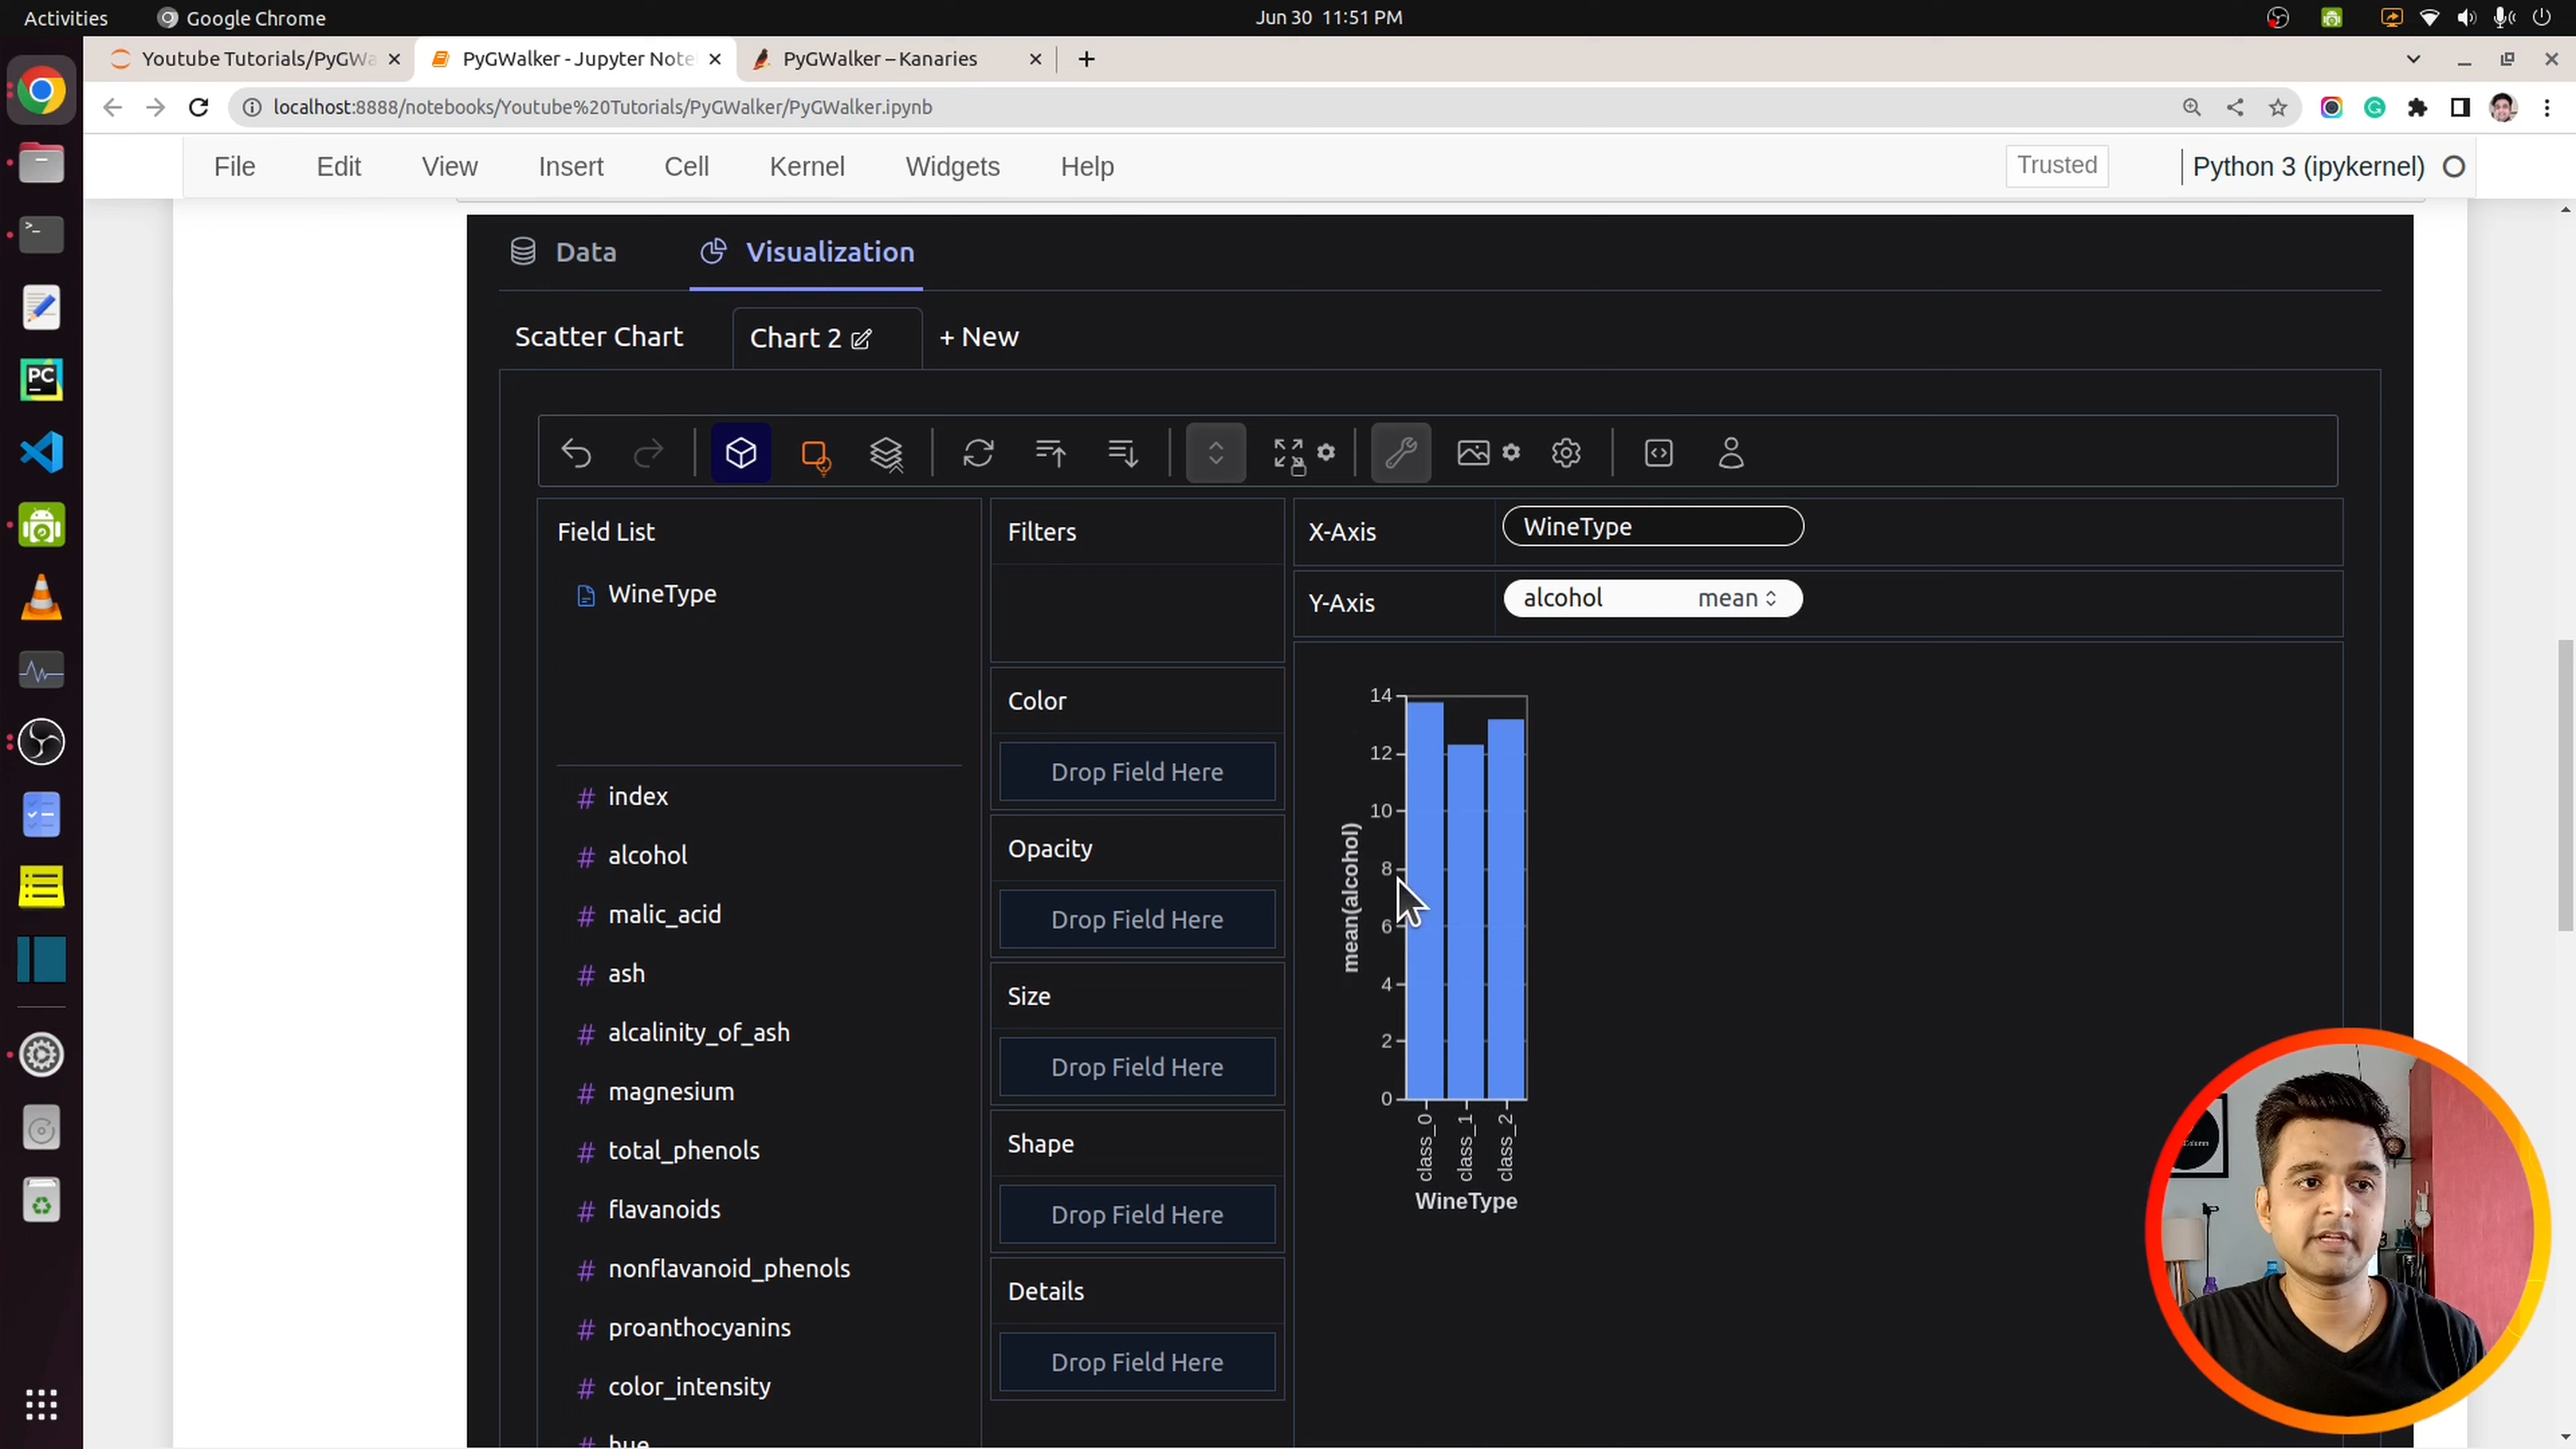 Activities
Google Chrome
Jun 30 11:51 PM
Youtube Tutorials/PyGWa
PyGWalker - Jupyter Note
PyGWalker – Kanaries
localhost:8888/notebooks/Youtube%20Tutorials/PyGWalker/PyGWalker.ipynb
File
Edit
View
Insert
Cell
Kernel
Widgets
Help
Trusted
Python 3 (ipykernel)
Data
Visualization
Scatter Chart
Chart 2
+ New
Field List
WineType
index
alcohol
malic_acid
ash
alcalinity_of_ash
magnesium
total_phenols
flavanoids
nonflavanoid_phenols
proanthocyanins
color_intensity
hue
Filters
Color
Drop Field Here
Opacity
Drop Field Here
Size
Drop Field Here
Shape
Drop Field Here
Details
Drop Field Here
X-Axis
WineType
Y-Axis
alcohol mean
14
12
10
8
6
4
2
0
mean(alcohol)
class_0
class_1
class_2
WineType
PC